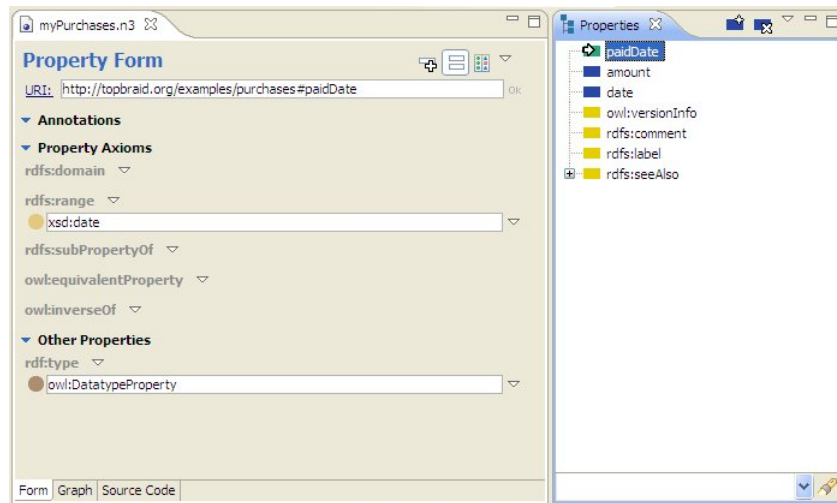 myPurchases.n3
Property Form
URI: http://topbraid.org/examples/purchases#paidDate OK
Annotations
Property Axioms
rdfs:domain
rdfs:range
xsd:date
rdfs:subPropertyOf
owl:equivalentProperty
owl:inverseOf
Other Properties
rdf:type
owl:DatatypeProperty
Form Graph Source Code
Properties
paidDate
amount
date
owl:versionInfo
rdfs:comment
rdfs:label
rdfs:seeAlso